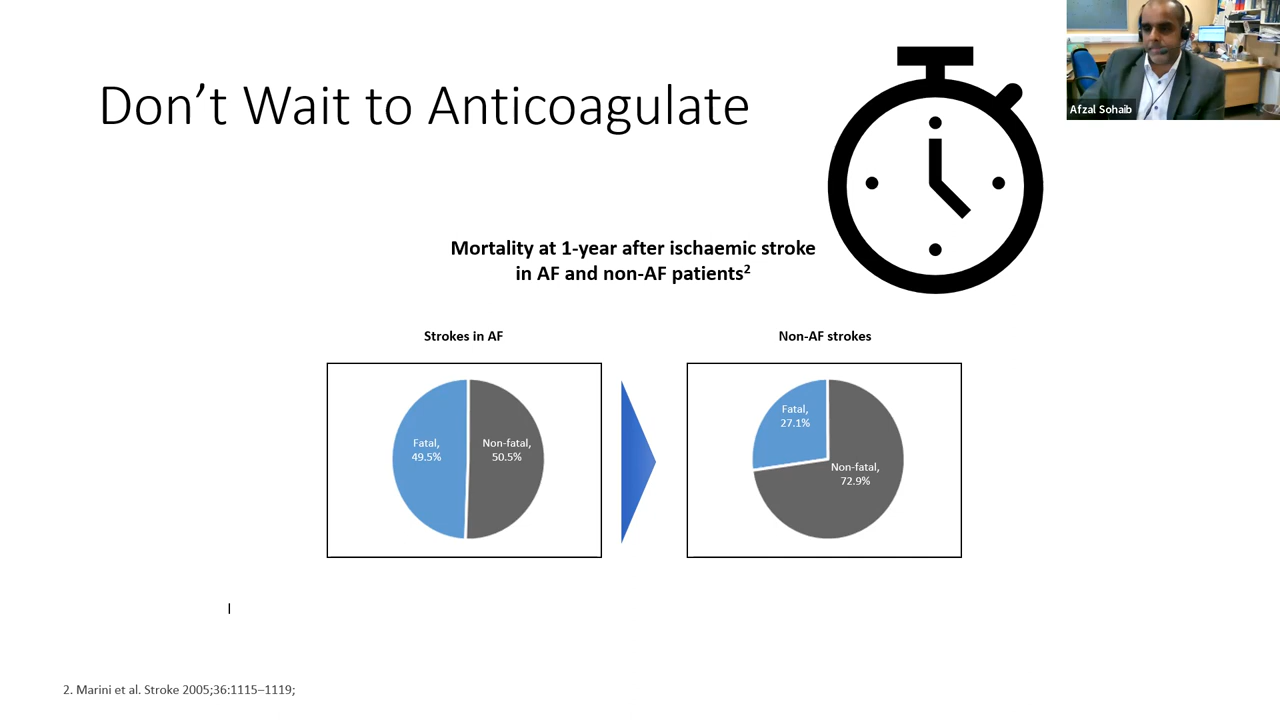 Don’t Wait to Anticoagulate
Afzal Sohaib
Mortality at 1-year after ischaemic stroke
in AF and non-AF patients²
Strokes in AF
Fatal,
49.5%
Non-fatal,
50.5%
Non-AF strokes
Fatal,
27.1%
Non-fatal,
72.9%
2. Marini et al. Stroke 2005;36:1115–1119;